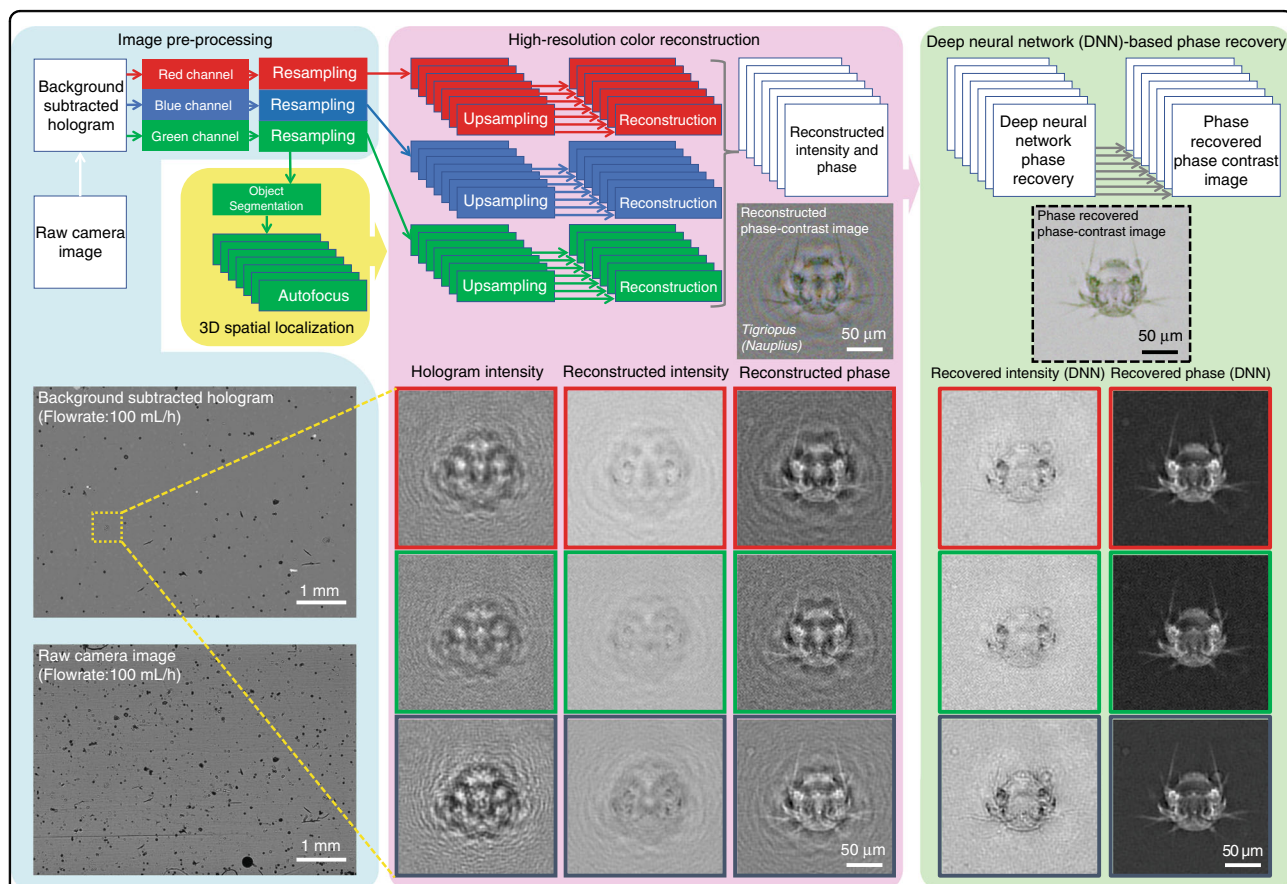 Image pre-processing
Background
subtracted
hologram
Red channel
Resampling
Blue channel
Resampling
Green channel
Resampling
Raw camera
image
Object
Segmentation
Autofocus
3D spatial localization
High-resolution color reconstruction
Upsampling
Reconstruction
Upsampling
Reconstruction
Upsampling
Reconstruction
Reconstructed
intensity and
phase
Reconstructed
phase-contrast image
Tigriopus
(Nauplius)
50 μm
Deep neural network (DNN)-based phase recovery
Deep neural
network
phase
recovery
Phase
recovered
phase contrast
image
Phase recovered
phase-contrast image
50 μm
Background subtracted hologram
(Flowrate:100 mL/h)
1 mm
Raw camera image
(Flowrate:100 mL/h)
1 mm
Hologram intensity
Reconstructed intensity
Reconstructed phase
50 μm
Recovered intensity (DNN)
Recovered phase (DNN)
50 μm